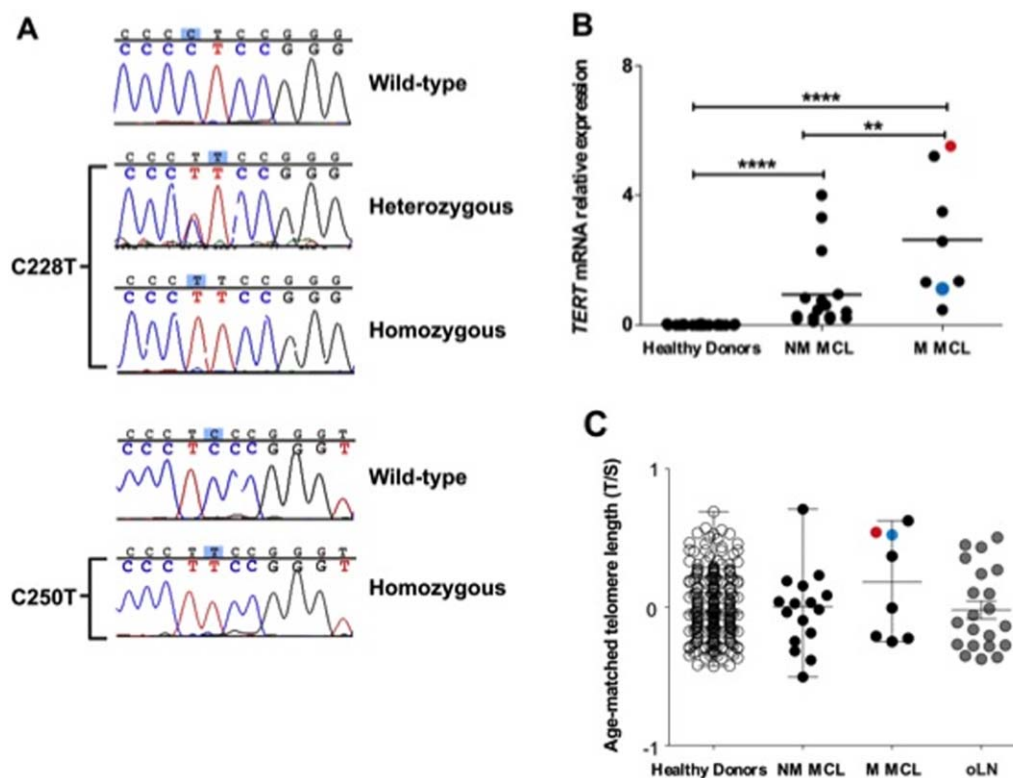 A
C C C C T C C G G G
C C C C T C C G G G
Wild-type
C C C T T C C G G G
C C C T T C C G G G
Heterozygous
C228T
C C C T T C C G G G
C C C T T C C G G G
Homozygous
C C C T C C C G G G T
C C C T C C C G G G T
Wild-type
C C C T T C C G G G T
C C C T T C C G G G T
Homozygous
C250T
B
TERT mRNA relative expression
8
4
0
****
**
****
Healthy Donors NM MCL M MCL
C
Age-matched telomere length (T/S)
1
0
-1
Healthy Donors NM MCL M MCL oLN